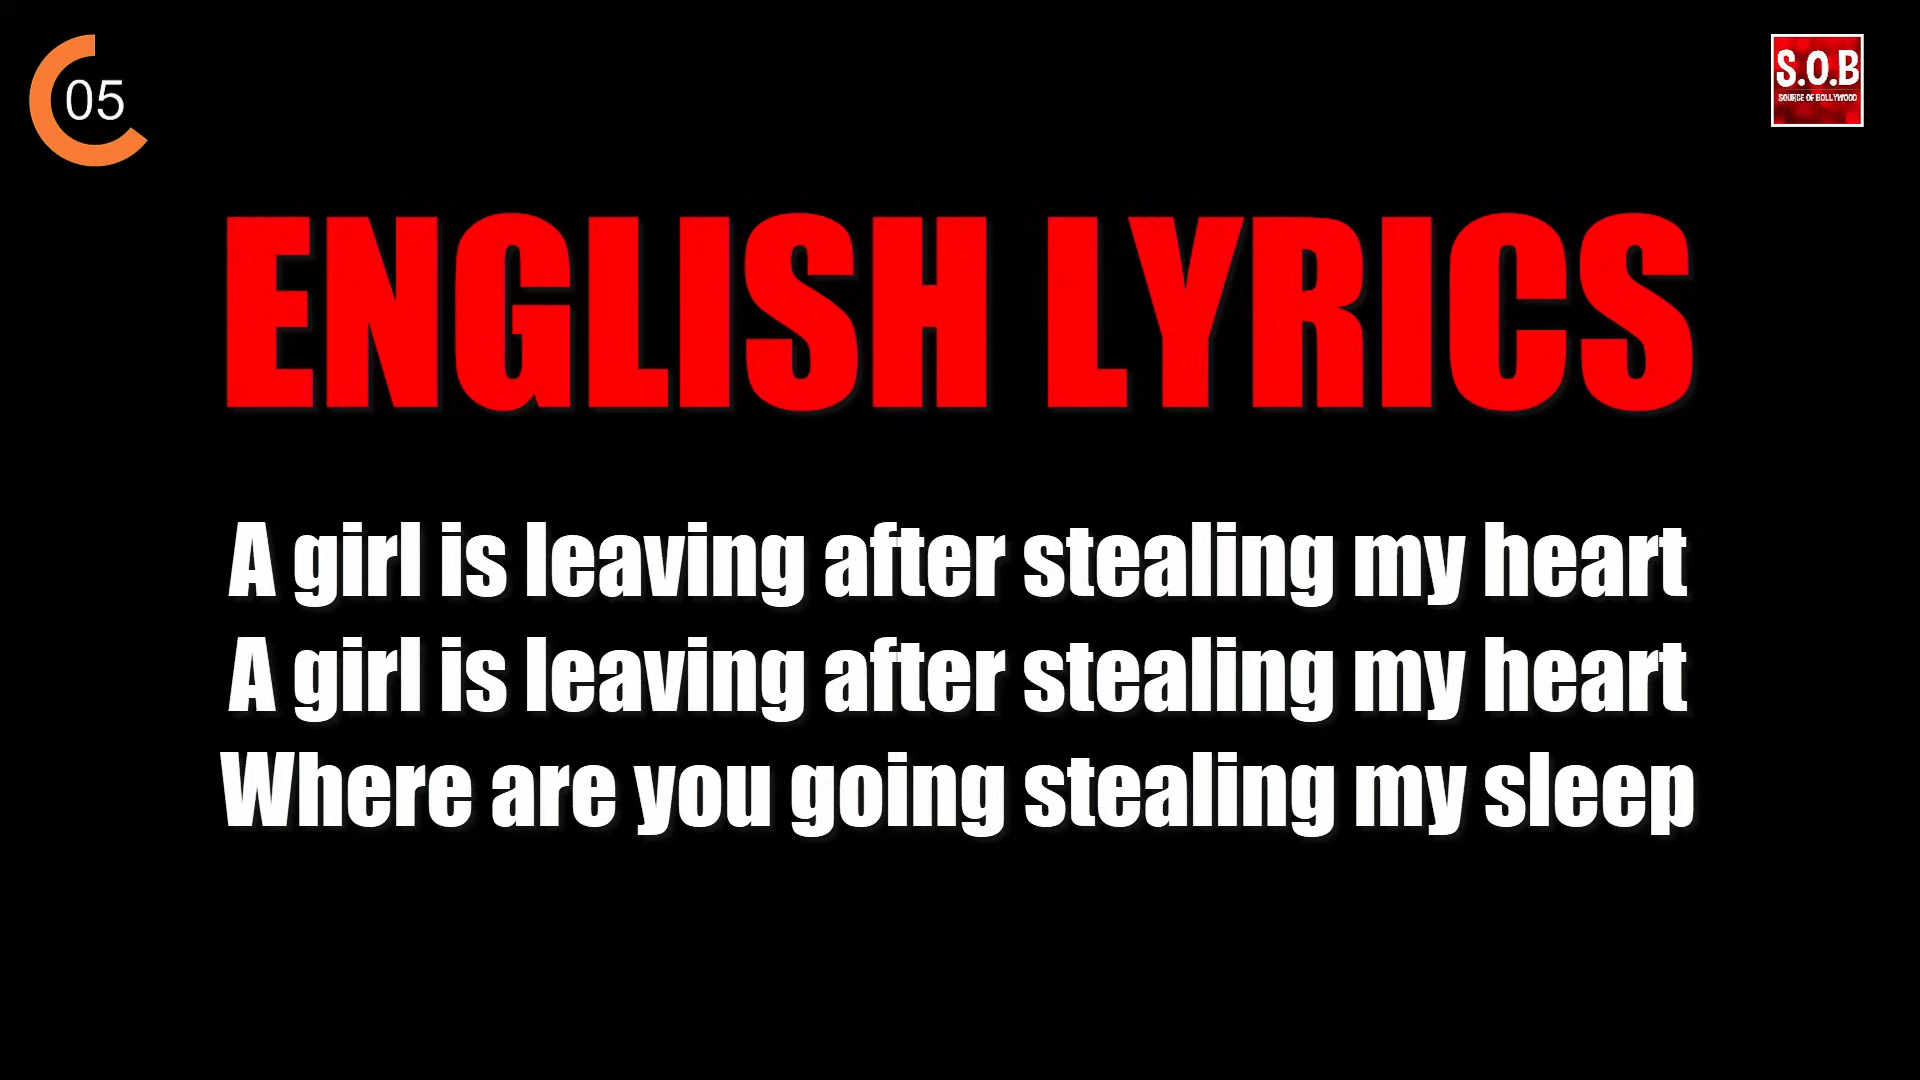 05
S.O.B
SOURCE OF BOLLYWOOD
ENGLISH LYRICS
A girl is leaving after stealing my heart
A girl is leaving after stealing my heart
Where are you going stealing my sleep